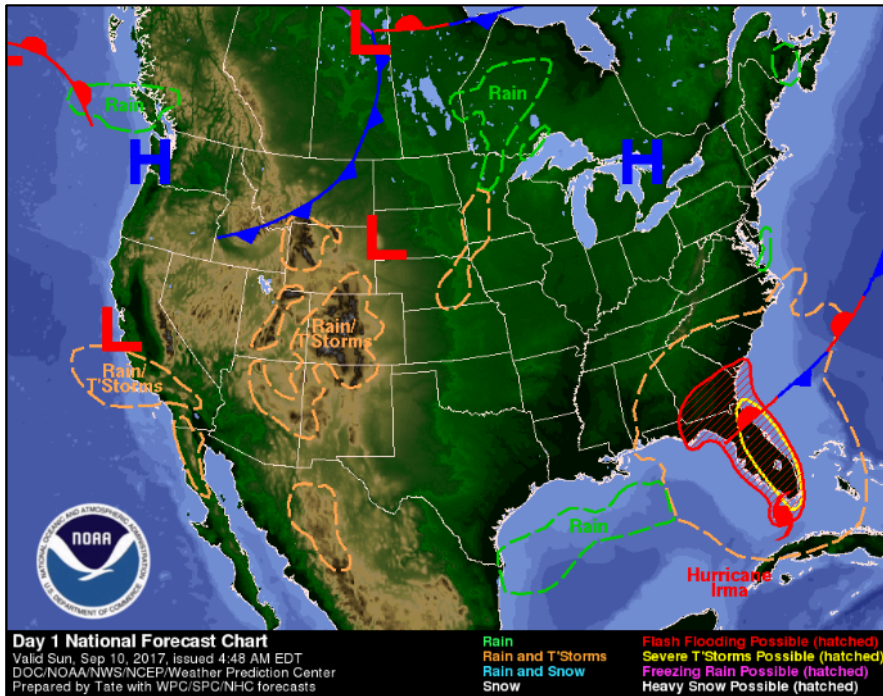 L
L
Rain
Rain
H
H
L
Rain/
T'Storms
L
Rain/
T'Storms
Rain
Hurricane
Irma
NATIONAL OCEANIC AND ATMOSPHERIC ADMINISTRATION
NOAA
U.S. DEPARTMENT OF COMMERCE
Day 1 National Forecast Chart
Valid Sun, Sep 10, 2017, issued 4:48 AM EDT
DOC/NOAA/NWS/NCEP/Weather Prediction Center
Prepared by Tate with WPC/SPC/NHC forecasts
Rain
Rain and T'Storms
Rain and Snow
Snow
Flash Flooding Possible (hatched)
Severe T'Storms Possible (hatched)
Freezing Rain Possible (hatched)
Heavy Snow Possible (hatched)